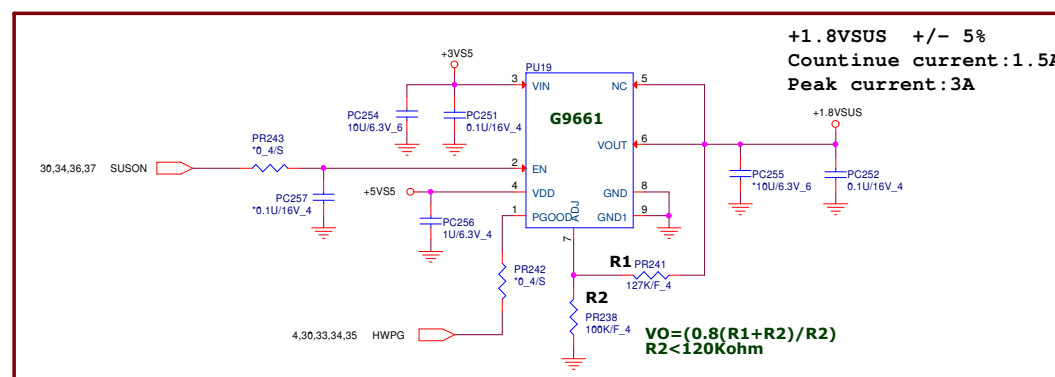 +1.8VSUS +/- 5%
Countinue current:1.5A
Peak current:3A
+3VS5
PU19
3
VIN
NC
5
PC254
10U/6.3V_6
PC251
0.1U/16V_4
G9661
+1.8VSUS
PR243
*0_4/S
VOUT
6
30,34,36,37 SUSON
2
EN
PC255
*10U/6.3V_6
PC252
0.1U/16V_4
PC257
*0.1U/16V_4
+5VS5
4
VDD
GND
8
1
PGOOD
GND1
9
ADJ
PC256
1U/6.3V_4
7
R1
PR241
127K/F_4
PR242
*0_4/S
R2
PR238
100K/F_4
4,30,33,34,35 HWPG
VO=(0.8(R1+R2)/R2)
R2<120Kohm